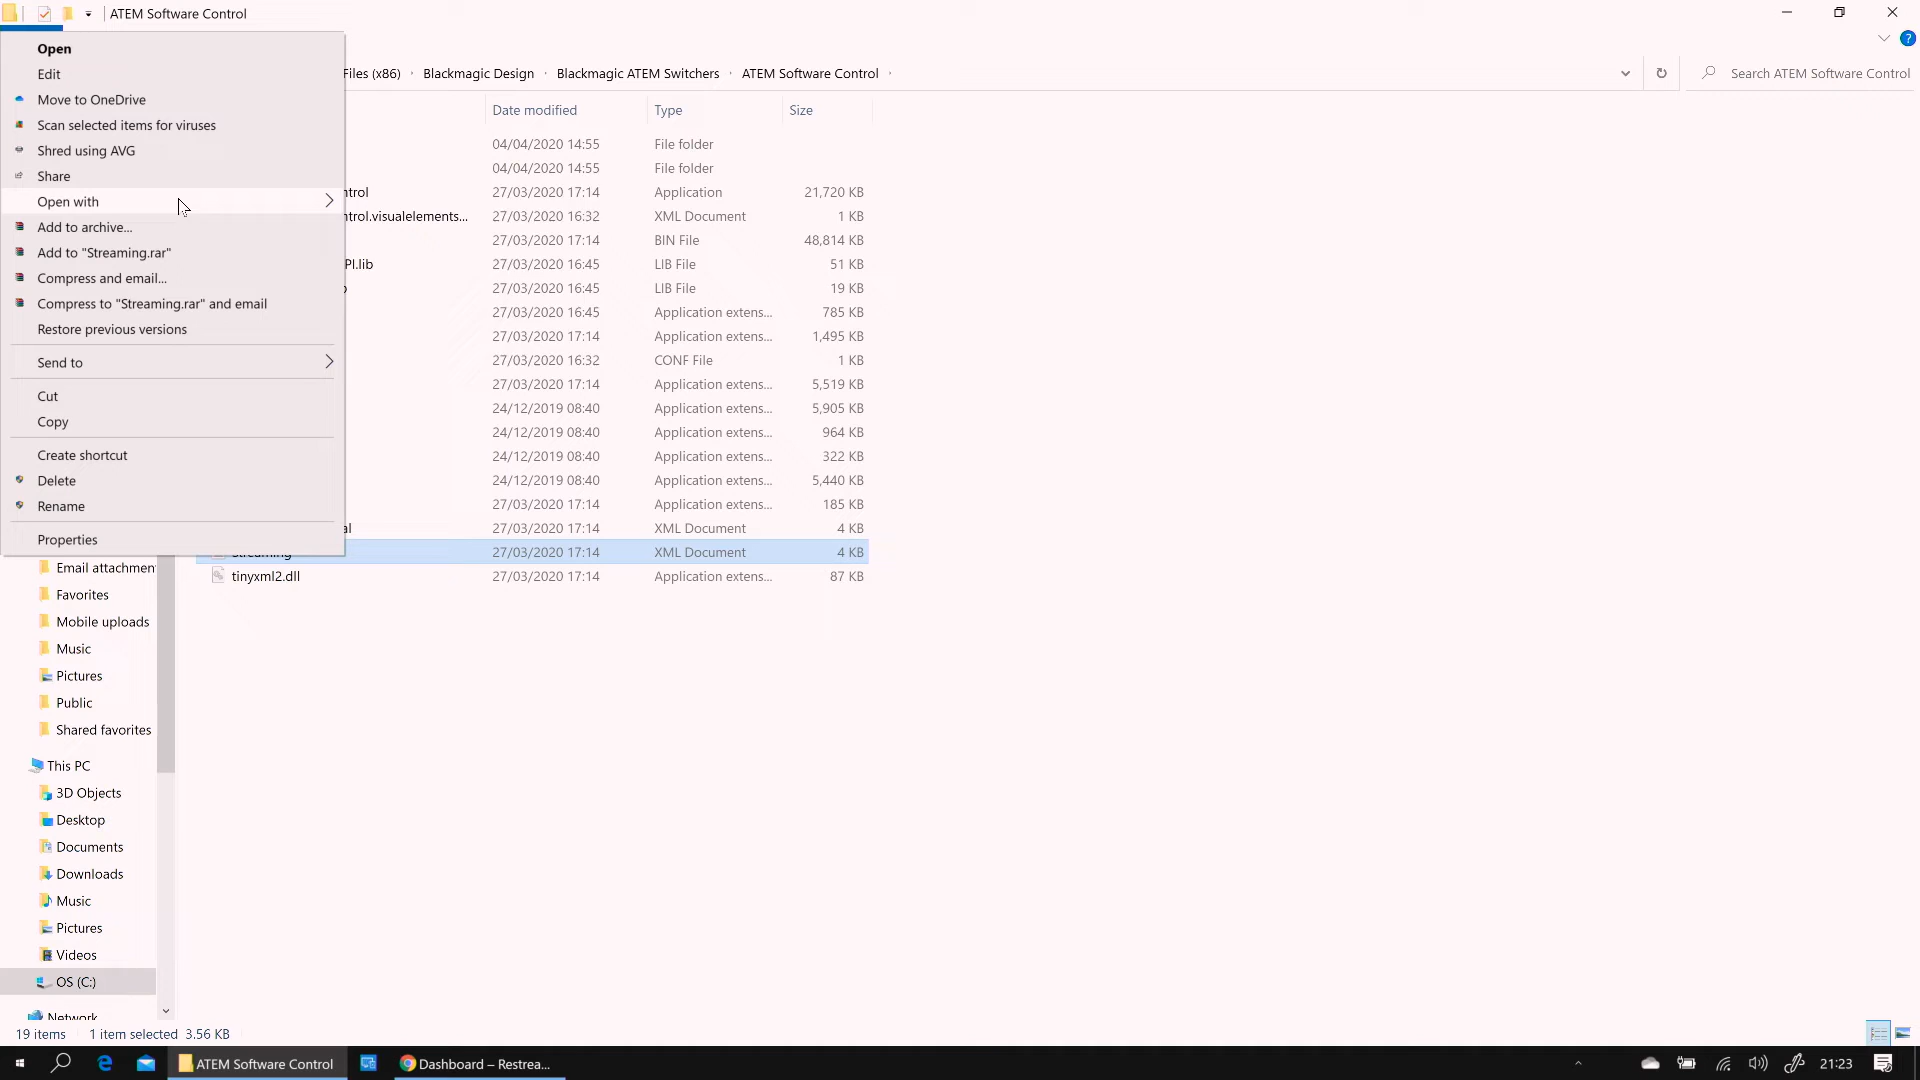 ATEM Software Control
Open
Edit
Move to OneDrive
Scan selected items for viruses
Shred using AVG
Share
Open with
Add to archive...
Add to "Streaming.rar"
Compress and email...
Compress to "Streaming.rar" and email
Restore previous versions
Send to
Cut
Copy
Create shortcut
Delete
Rename
Properties
Files (x86) Blackmagic Design Blackmagic ATEM Switchers ATEM Software Control
Search ATEM Software Control
Date modified Type Size
04/04/2020 14:55 File folder
04/04/2020 14:55 File folder
ntrol 27/03/2020 17:14 Application 21,720 KB
ntrol.visualelements... 27/03/2020 16:32 XML Document 1 KB
27/03/2020 17:14 BIN File 48,814 KB
PI.lib 27/03/2020 16:45 LIB File 51 KB
27/03/2020 16:45 LIB File 19 KB
27/03/2020 16:45 Application extens... 785 KB
27/03/2020 17:14 Application extens... 1,495 KB
27/03/2020 16:32 CONF File 1 KB
27/03/2020 17:14 Application extens... 5,519 KB
24/12/2019 08:40 Application extens... 5,905 KB
24/12/2019 08:40 Application extens... 964 KB
24/12/2019 08:40 Application extens... 322 KB
24/12/2019 08:40 Application extens... 5,440 KB
27/03/2020 17:14 Application extens... 185 KB
al 27/03/2020 17:14 XML Document 4 KB
Streaming 27/03/2020 17:14 XML Document 4 KB
tinyxml2.dll 27/03/2020 17:14 Application extens... 87 KB
Email attachmen
Favorites
Mobile uploads
Music
Pictures
Public
Shared favorites
This PC
3D Objects
Desktop
Documents
Downloads
Music
Pictures
Videos
OS (C:)
Network
19 items 1 item selected 3.56 KB
ATEM Software Control Dashboard – Restrea... 21:23